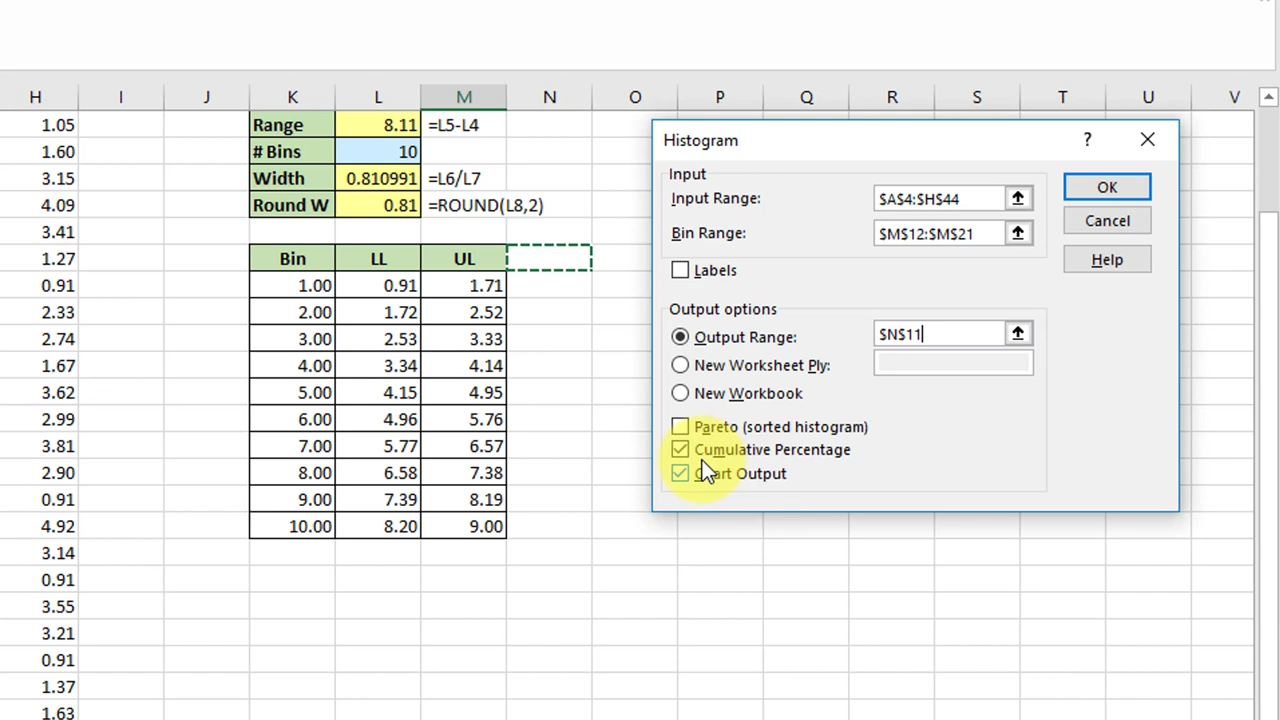 H I J K L M N O P Q R S T U V
1.05 Range 8.11 =L5-L4
1.60 # Bins 10
3.15 Width 0.810991 =L6/L7
4.09 Round W 0.81 =ROUND(L8,2)
3.41
1.27 Bin LL UL
0.91 1.00 0.91 1.71
2.33 2.00 1.72 2.52
2.74 3.00 2.53 3.33
1.67 4.00 3.34 4.14
3.62 5.00 4.15 4.95
2.99 6.00 4.96 5.76
3.81 7.00 5.77 6.57
2.90 8.00 6.58 7.38
0.91 9.00 7.39 8.19
4.92 10.00 8.20 9.00
3.14
0.91
3.55
3.21
0.91
1.37
1.63
Histogram ?
Input
Input Range: $A$4:$H$44 OK
Bin Range: $M$12:$M$21 Cancel
Labels Help
Output options
Output Range: $N$11
New Worksheet Ply:
New Workbook
Pareto (sorted histogram)
Cumulative Percentage
Chart Output